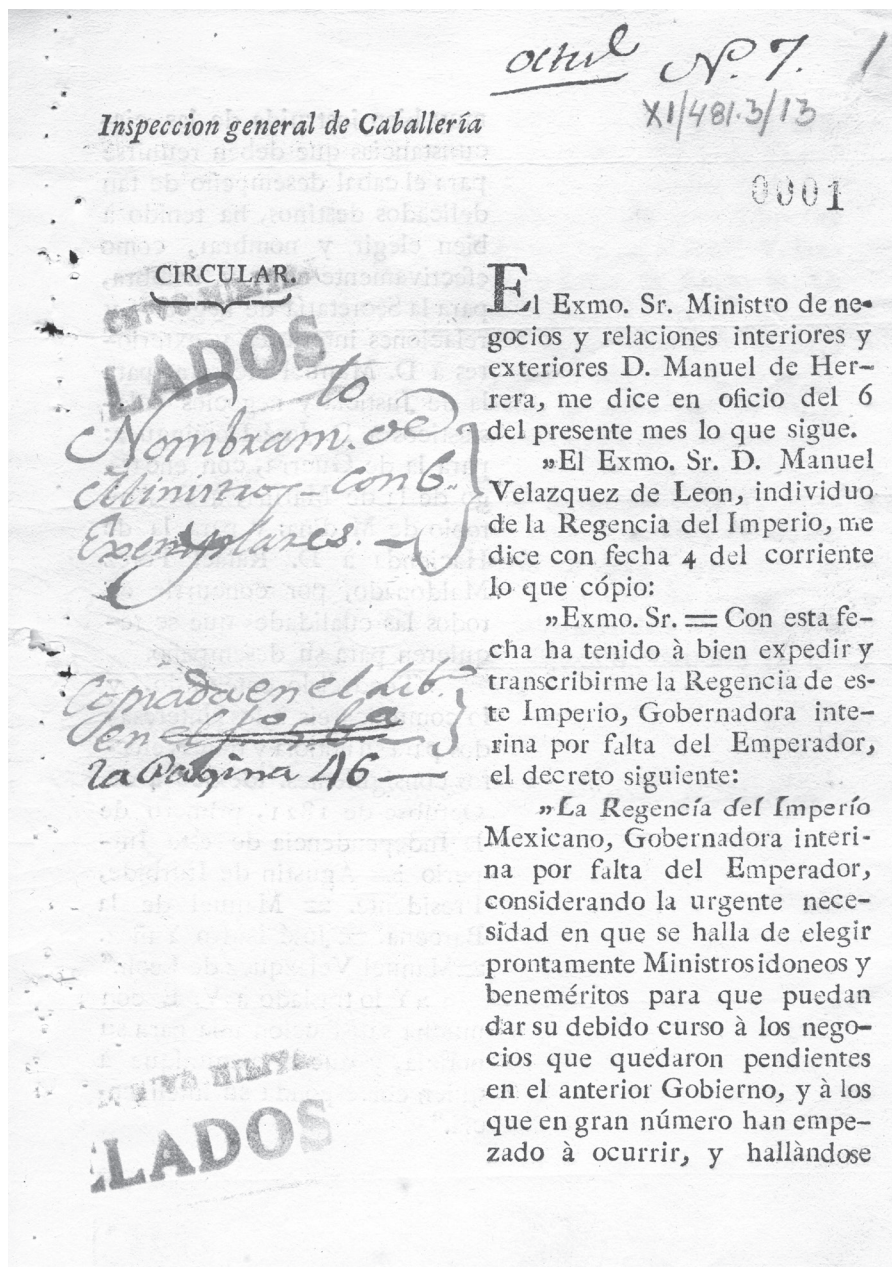 octul N.º 7. 1
XI/481.3/13
Inspeccion general de Caballería
0001
CIRCULAR.
LADOS
Nombram.to de
Ministros con 6.
Exemplares.
Copiada en el Lib.º
en el folio la
la Pagina 46
MILITAR
ELADOS
El Exmo. Sr. Ministro de ne-
gocios y relaciones interiores y
exteriores D. Manuel de Her-
rera, me dice en oficio del 6
del presente mes lo que sigue.
„El Exmo. Sr. D. Manuel
Velazquez de Leon, individuo
de la Regencia del Imperio, me
dice con fecha 4 del corriente
lo que cópio:
„Exmo. Sr. = Con esta fe-
cha ha tenido à bien expedir y
transcribirme la Regencia de es-
te Imperio, Gobernadora inte-
rina por falta del Emperador,
el decreto siguiente:
„La Regencía del Imperío
Mexicano, Gobernadora interi-
na por falta del Emperador,
considerando la urgente nece-
sidad en que se halla de elegir
prontamente Ministros idoneos y
beneméritos para que puedan
dar su debido curso à los nego-
cios que quedaron pendientes
en el anterior Gobierno, y à los
que en gran número han empe-
zado à ocurrir, y hallàndose